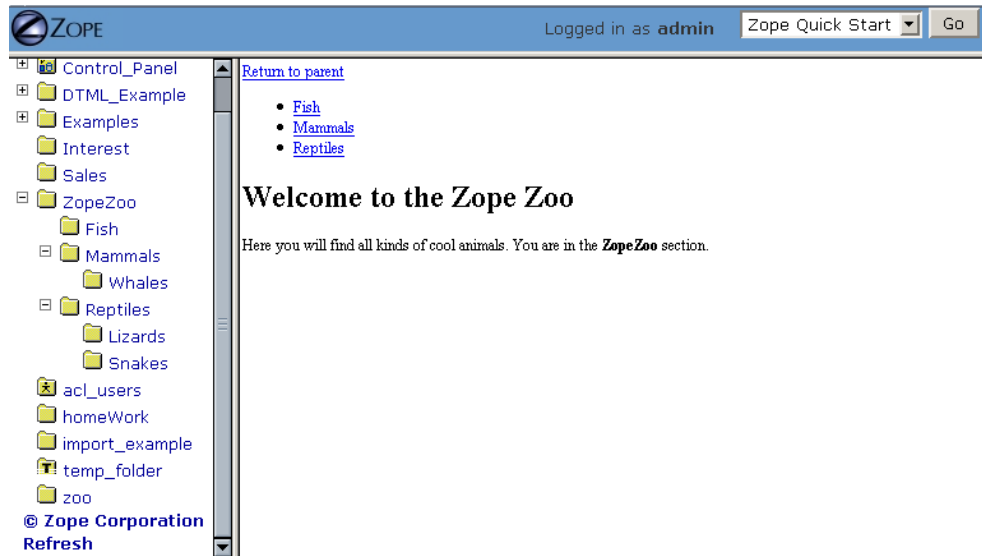 ZOPE
Logged in as admin
Zope Quick Start
Go
Control_Panel
DTML_Example
Examples
Interest
Sales
ZopeZoo
Fish
Mammals
Whales
Reptiles
Lizards
Snakes
acl_users
homeWork
import_example
temp_folder
zoo
© Zope Corporation
Refresh
Return to parent
Fish
Mammals
Reptiles
Welcome to the Zope Zoo
Here you will find all kinds of cool animals. You are in the ZopeZoo section.